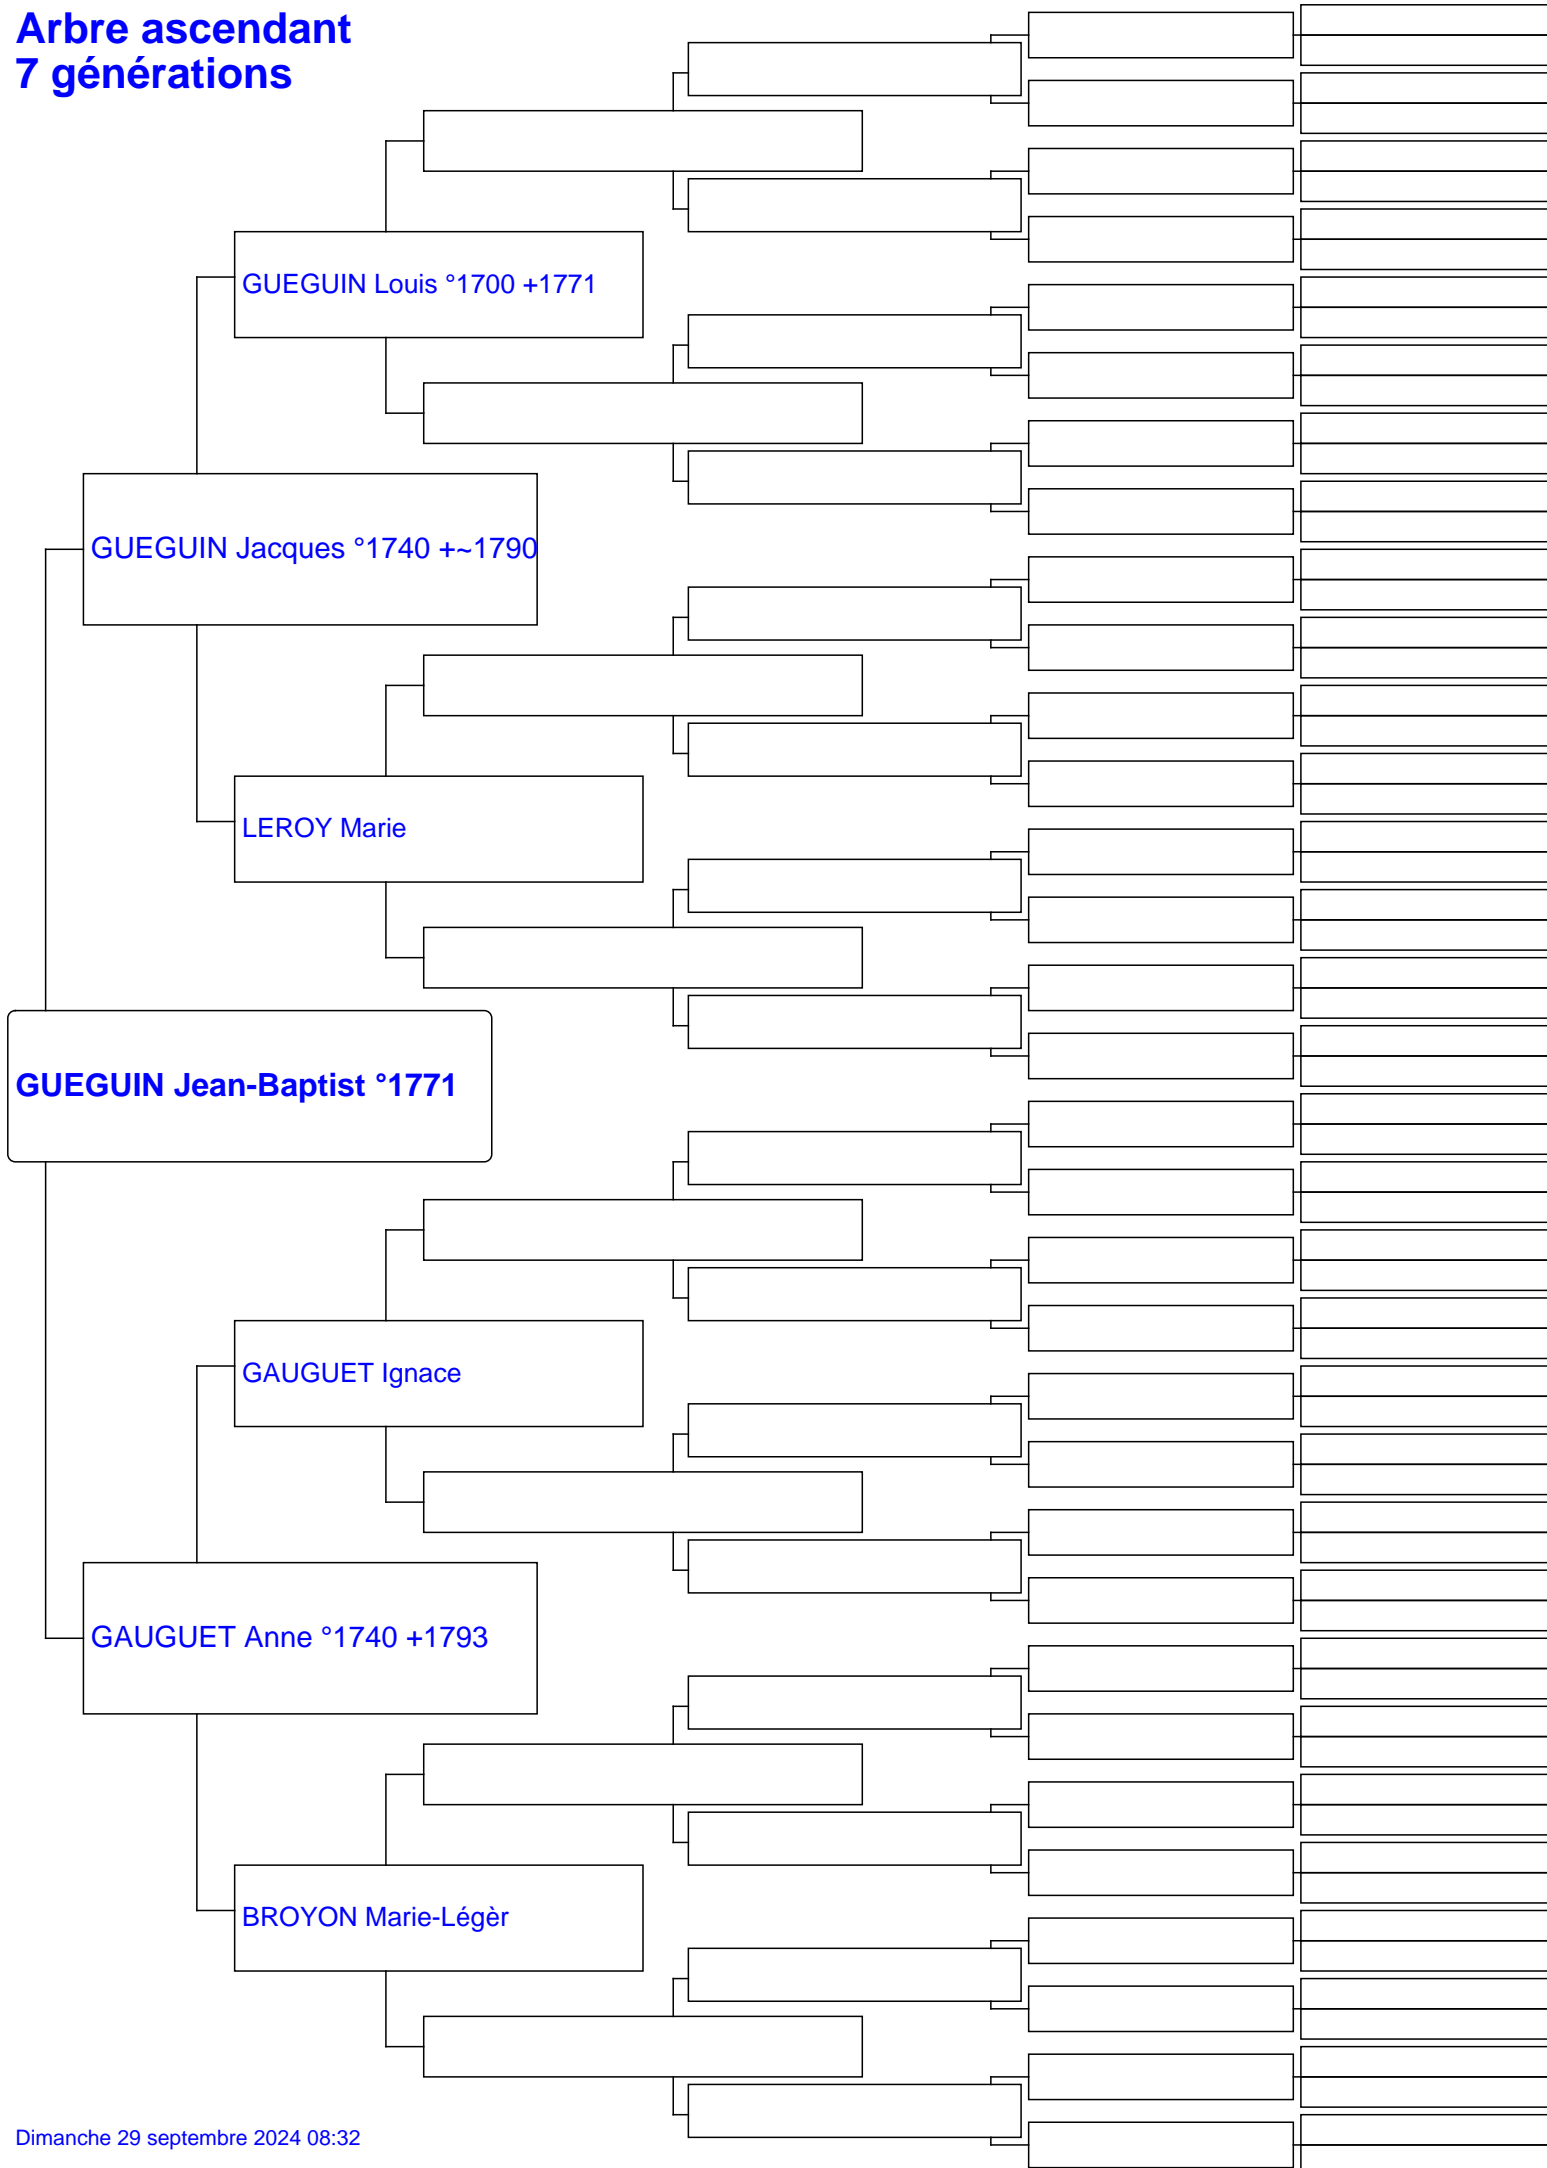 Arbre ascendant
7 générations
GUEGUIN Louis °1700 +1771
GUEGUIN Jacques °1740 +~1790
LEROY Marie
GUEGUIN Jean-Baptist °1771
GAUGUET Ignace
GAUGUET Anne °1740 +1793
BROYON Marie-Légèr
Dimanche 29 septembre 2024 08:32